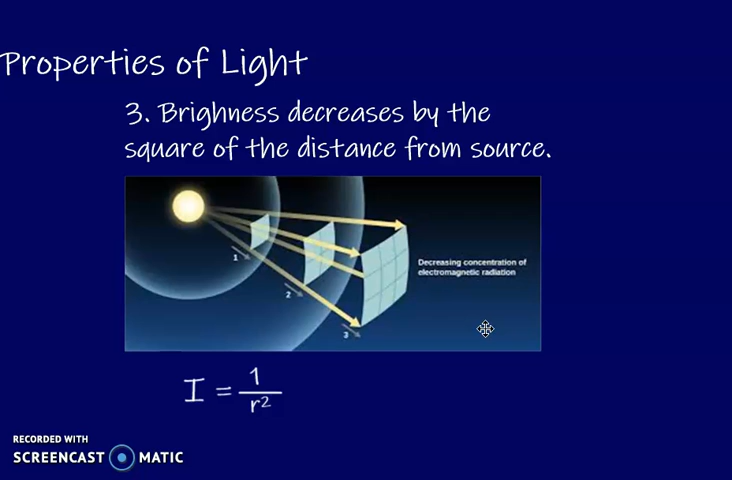 Properties of Light
3. Brighness decreases by the
square of the distance from source.
1
2
3
Decreasing concentration of
electromagnetic radiation
I = 1/r²
RECORDED WITH
SCREENCAST MATIC